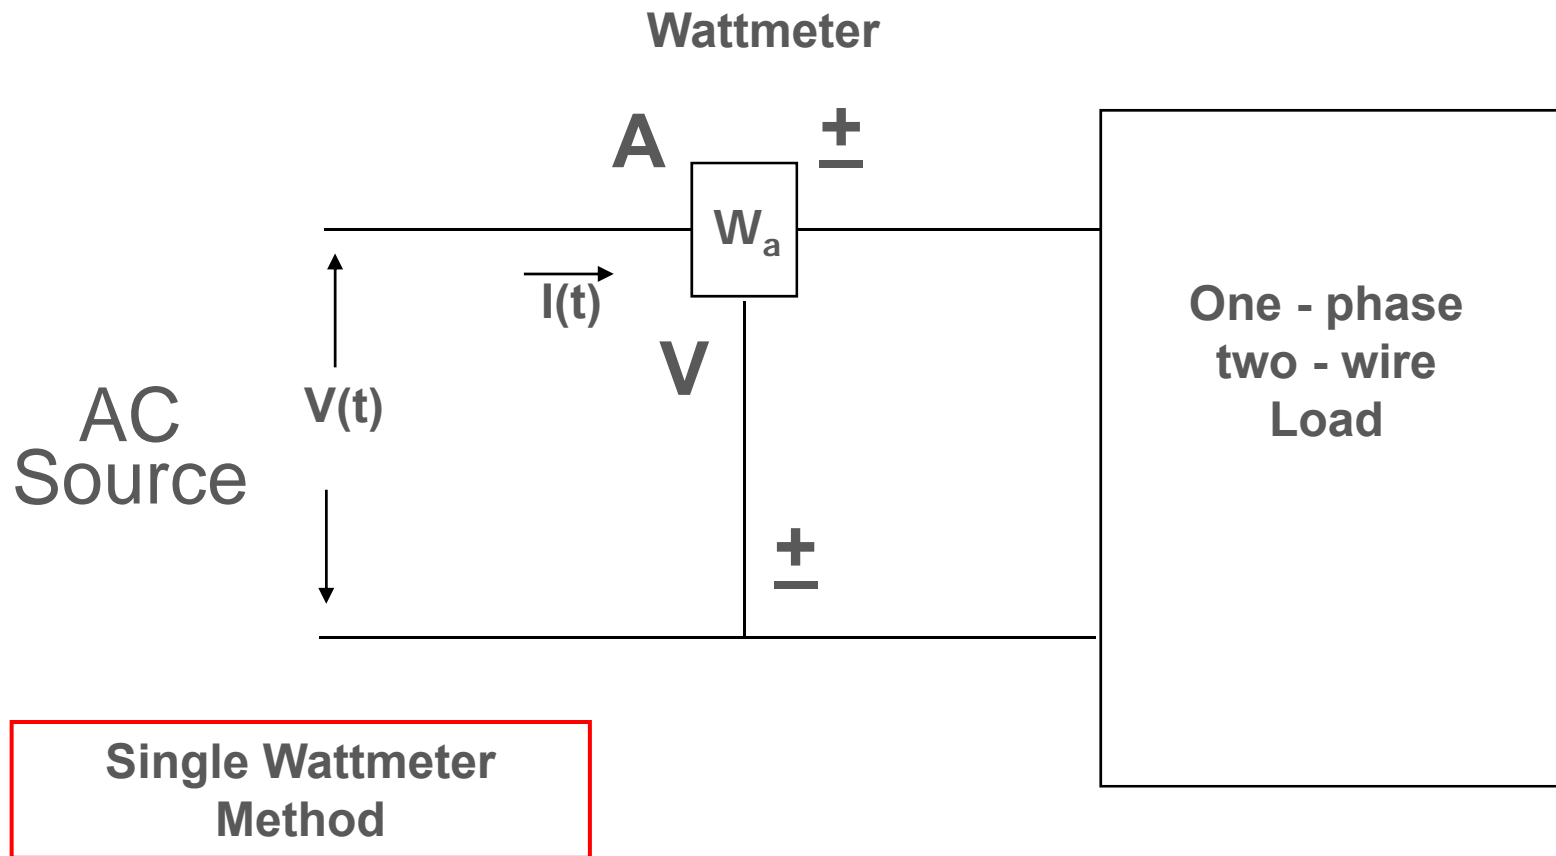 Wattmeter
A
±
Wₐ
I(t)
V
V(t)
AC
Source
±
One - phase
two - wire
Load
Single Wattmeter
Method